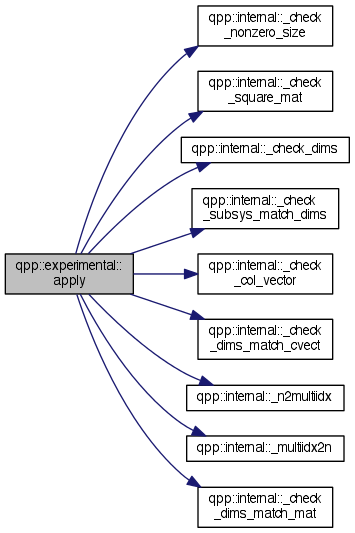 qpp::internal::_check
_nonzero_size
qpp::internal::_check
_square_mat
qpp::internal::_check_dims
qpp::internal::_check
_subsys_match_dims
qpp::experimental::
apply
qpp::internal::_check
_col_vector
qpp::internal::_check
_dims_match_cvect
qpp::internal::_n2multiidx
qpp::internal::_multiidx2n
qpp::internal::_check
_dims_match_mat